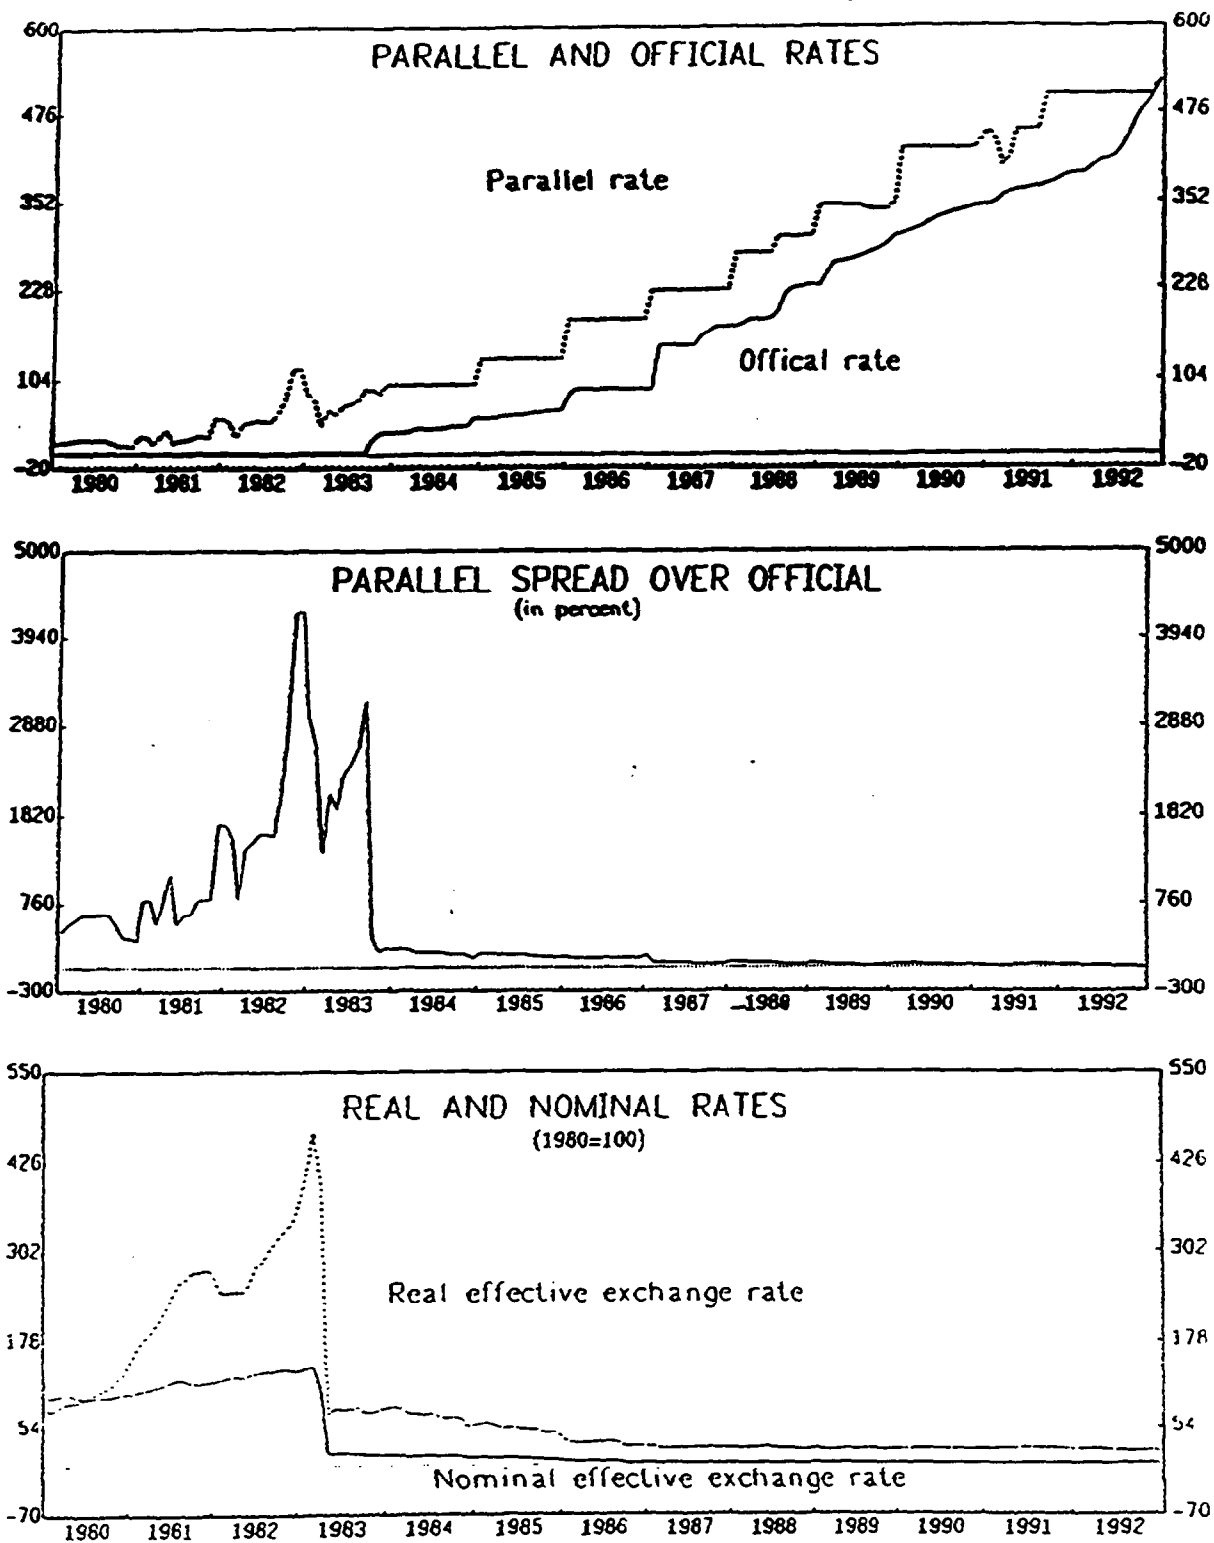 600 600
PARALLEL AND OFFICIAL RATES
476 476
Parallel rate
352 352
228 228
Offical rate
104 104
-20 -20
1980 1981 1982 1983 1984 1985 1986 1987 1988 1989 1990 1991 1992
5000 5000
PARALLEL SPREAD OVER OFFICIAL
(in percent)
3940 3940
2880 2880
1820 1820
760 760
-300 -300
1980 1981 1982 1983 1984 1985 1986 1987 1988 1989 1990 1991 1992
550 550
REAL AND NOMINAL RATES
(1980=100)
426 426
302 302
Real effective exchange rate
178 178
54 54
Nominal effective exchange rate
-70 -70
1980 1981 1982 1983 1984 1985 1986 1987 1988 1989 1990 1991 1992